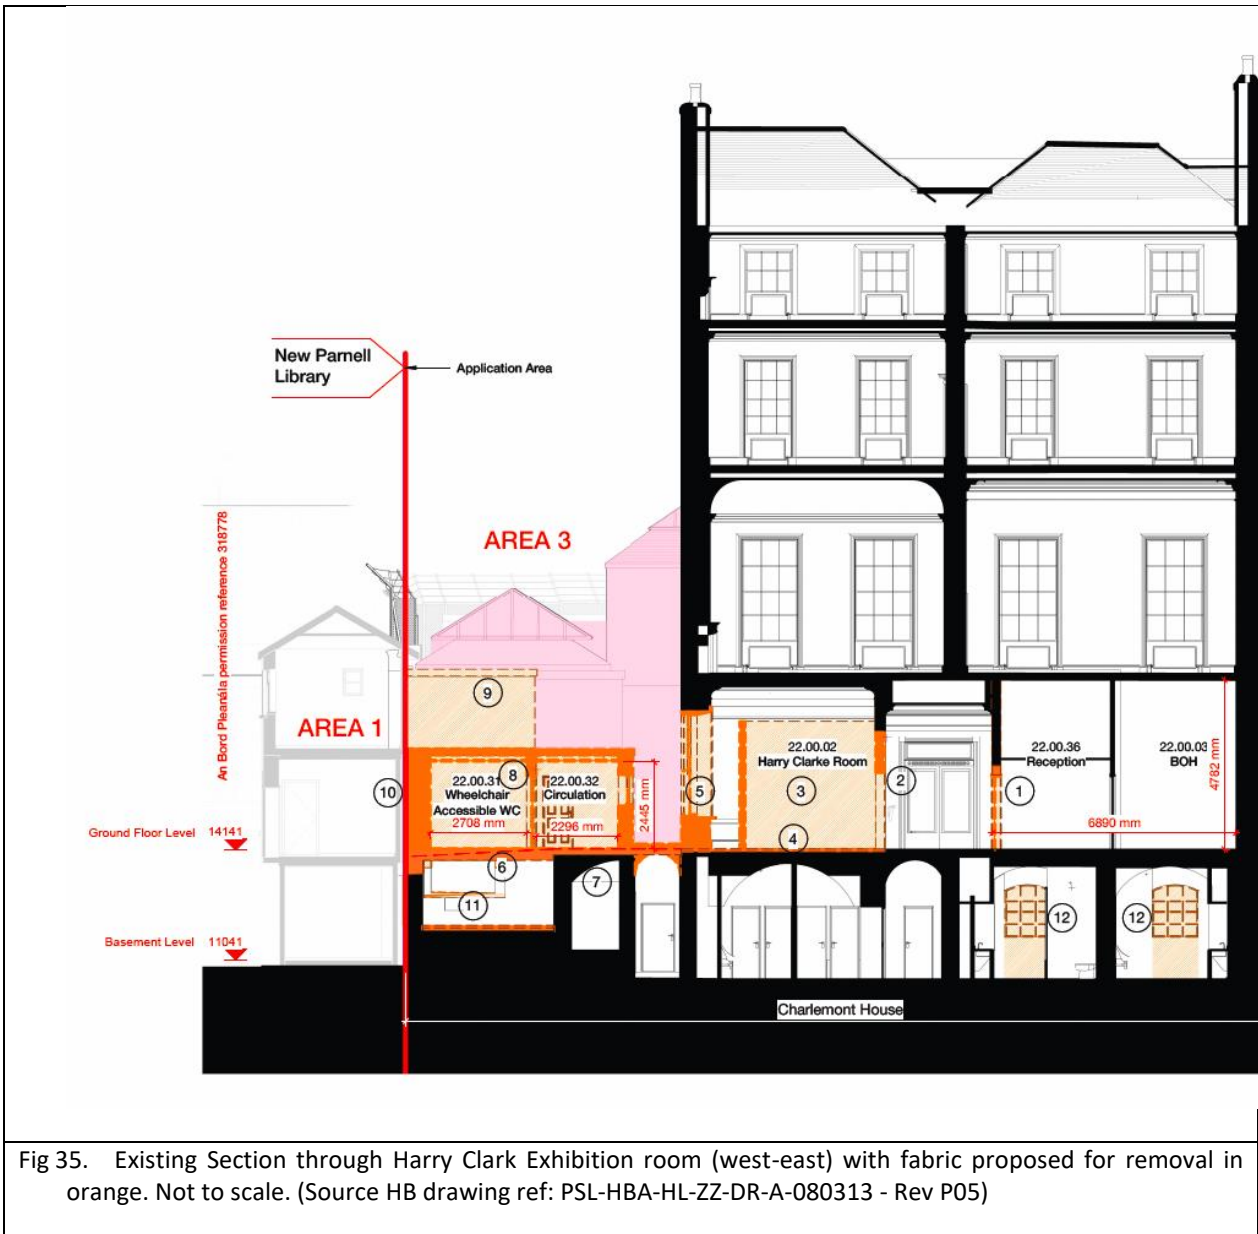 New Parnell
Library
Application Area
AREA 3
An Bord Pleanála permission reference 318778
AREA 1
9
10
22.00.31
Wheelchair
Accessible WC
2708 mm
8
22.00.32
Circulation
2296 mm
2445 mm
5
22.00.02
Harry Clarke Room
3
4
2
22.00.36
Reception
1
22.00.03
BOH
4782 mm
6890 mm
Ground Floor Level 14141
6
7
11
12
12
Basement Level 11041
Charlemont House
Fig 35. Existing Section through Harry Clark Exhibition room (west-east) with fabric proposed for removal in
orange. Not to scale. (Source HB drawing ref: PSL-HBA-HL-ZZ-DR-A-080313 - Rev P05)